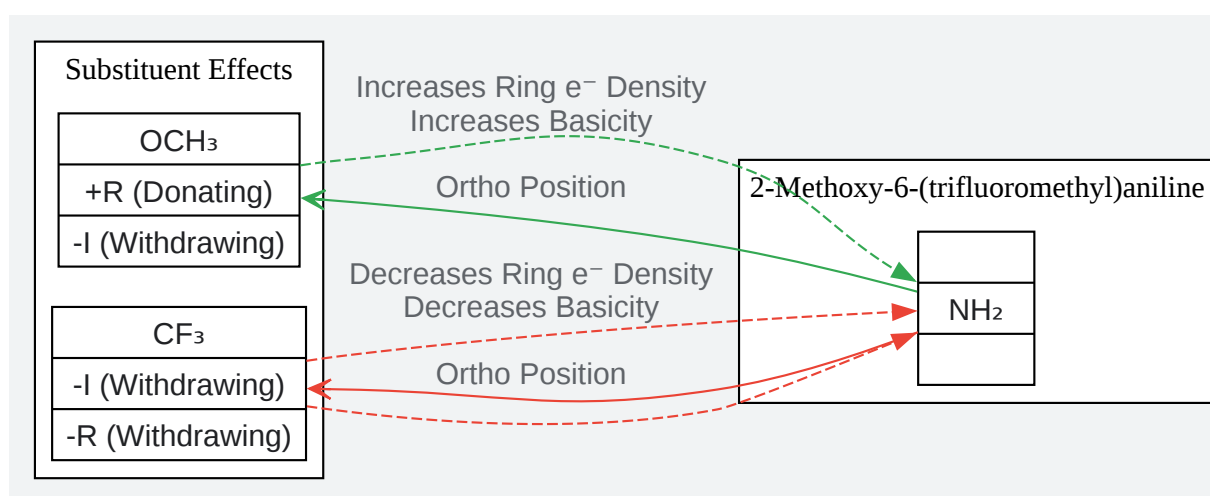 Substituent Effects
OCH₃
+R (Donating)
-I (Withdrawing)
CF₃
-I (Withdrawing)
-R (Withdrawing)
Increases Ring e⁻ Density
Increases Basicity
Ortho Position
Decreases Ring e⁻ Density
Decreases Basicity
Ortho Position
2-Methoxy-6-(trifluoromethyl)aniline
NH₂